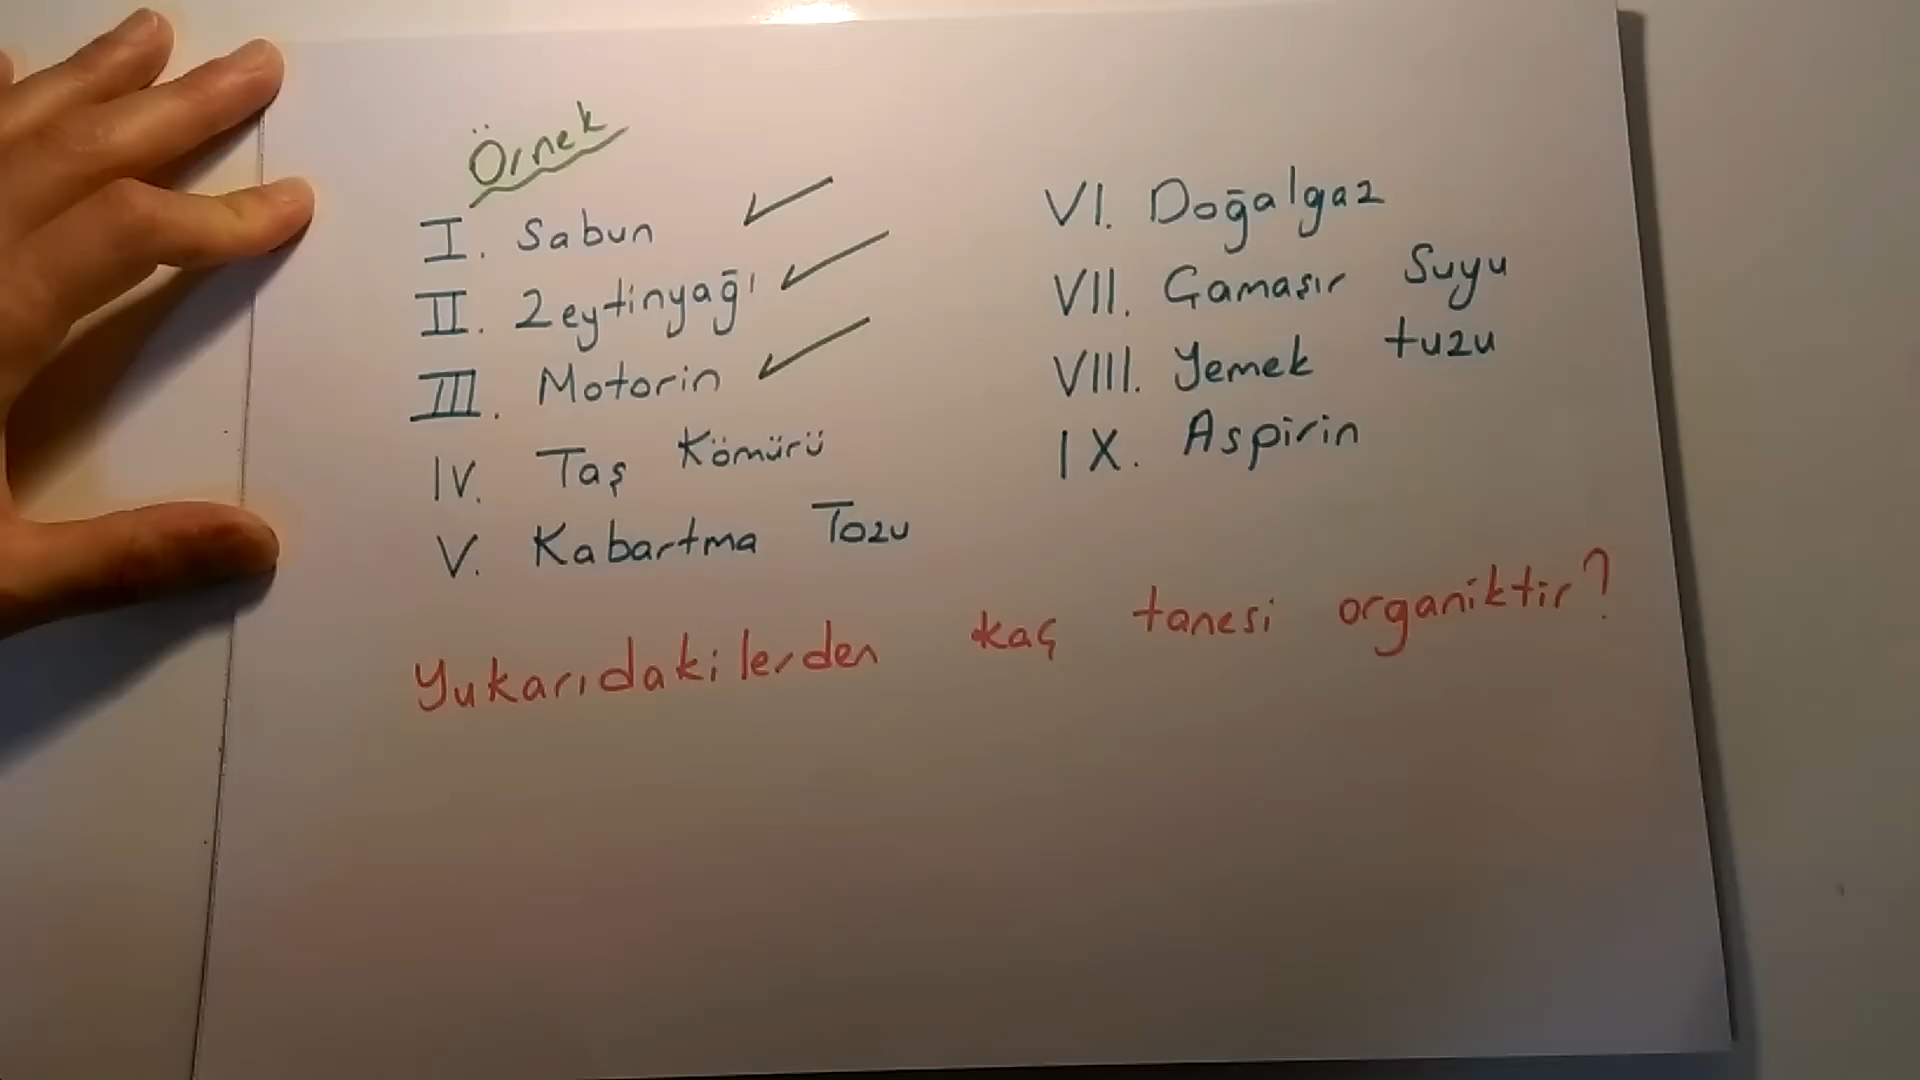 Örnek
I. Sabun
II. Zeytinyağı
III. Motorin
IV. Taş Kömürü
V. Kabartma Tozu
VI. Doğalgaz
VII. Çamaşır Suyu
VIII. Yemek tuzu
IX. Aspirin
Yukarıdakilerden kaç tanesi organiktir?